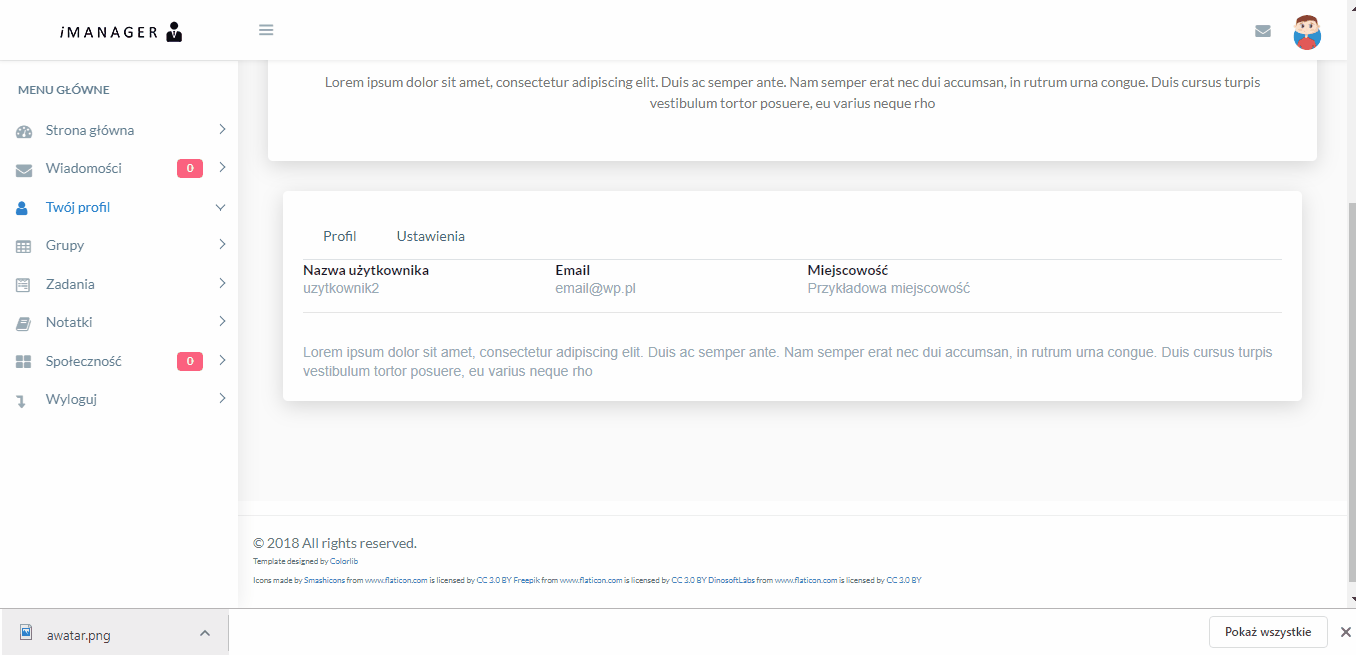 iMANAGER
MENU GŁÓWNE
Strona główna
Wiadomości 0
Twój profil
Grupy
Zadania
Notatki
Społeczność 0
Wyloguj
Lorem ipsum dolor sit amet, consectetur adipiscing elit. Duis ac semper ante. Nam semper erat nec dui accumsan, in rutrum urna congue. Duis cursus turpis
vestibulum tortor posuere, eu varius neque rho
Profil Ustawienia
Nazwa użytkownika Email Miejscowość
uzytkownik2 email@wp.pl Przykładowa miejscowość
Lorem ipsum dolor sit amet, consectetur adipiscing elit. Duis ac semper ante. Nam semper erat nec dui accumsan, in rutrum urna congue. Duis cursus turpis
vestibulum tortor posuere, eu varius neque rho
© 2018 All rights reserved.
Template designed by Colorlib
Icons made by Smashicons from www.flaticon.com is licensed by CC 3.0 BY Freepik from www.flaticon.com is licensed by CC 3.0 BY DinosoftLabs from www.flaticon.com is licensed by CC 3.0 BY
awatar.png
Pokaż wszystkie